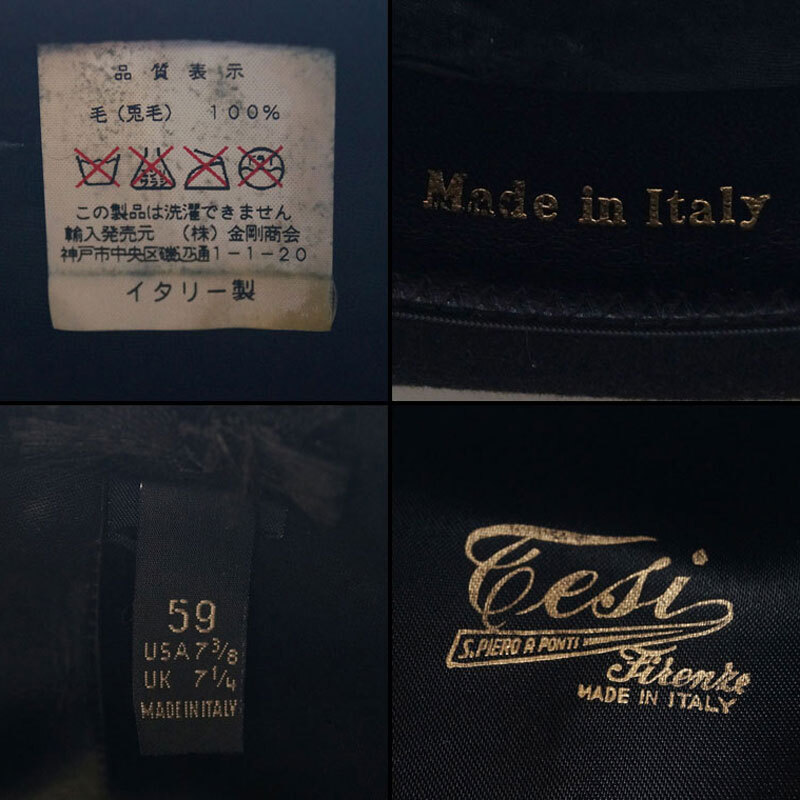 品質表示
毛（兎毛） 100%
この製品は洗濯できません
輸入発売元 （株）金剛商会
神戸市中央区磯辺通1-1-20
イタリー製
Made in Italy
59
USA 7 3/8
UK 7 1/4
MADE IN ITALY
Tesi
S. PIERO A PONTI
Firenze
MADE IN ITALY